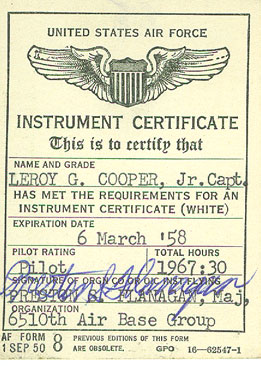 UNITED STATES AIR FORCE
INSTRUMENT CERTIFICATE
This is to certify that
NAME AND GRADE
LEROY G. COOPER, Jr.Capt.
HAS MET THE REQUIREMENTS FOR AN
INSTRUMENT CERTIFICATE (WHITE)
EXPIRATION DATE
6 March '58
PILOT RATING TOTAL HOURS
Pilot 1967:30
SIGNATURE OF ORGN CO OR
PRESTON FLANAGAN, Maj,
ORGANIZATION
6510th Air Base Group
AF FORM 8 PREVIOUS EDITIONS OF THIS FORM
1 SEP 50 ARE OBSOLETE. GPO 16—62547-1